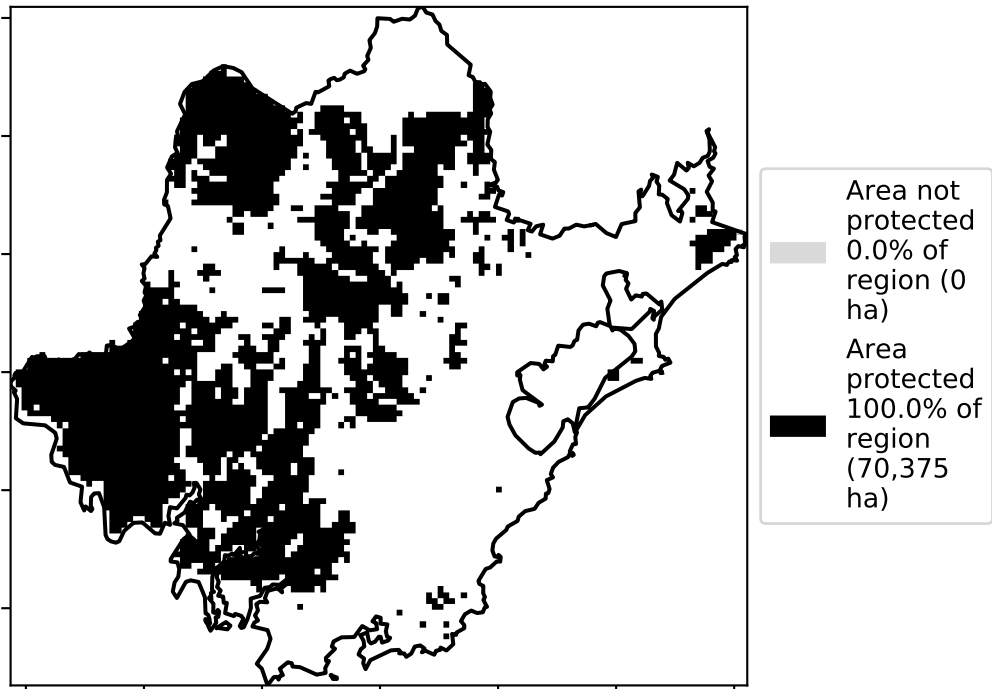 Area not
protected
0.0% of
region (0
ha)
Area
protected
100.0% of
region
(70,375
ha)